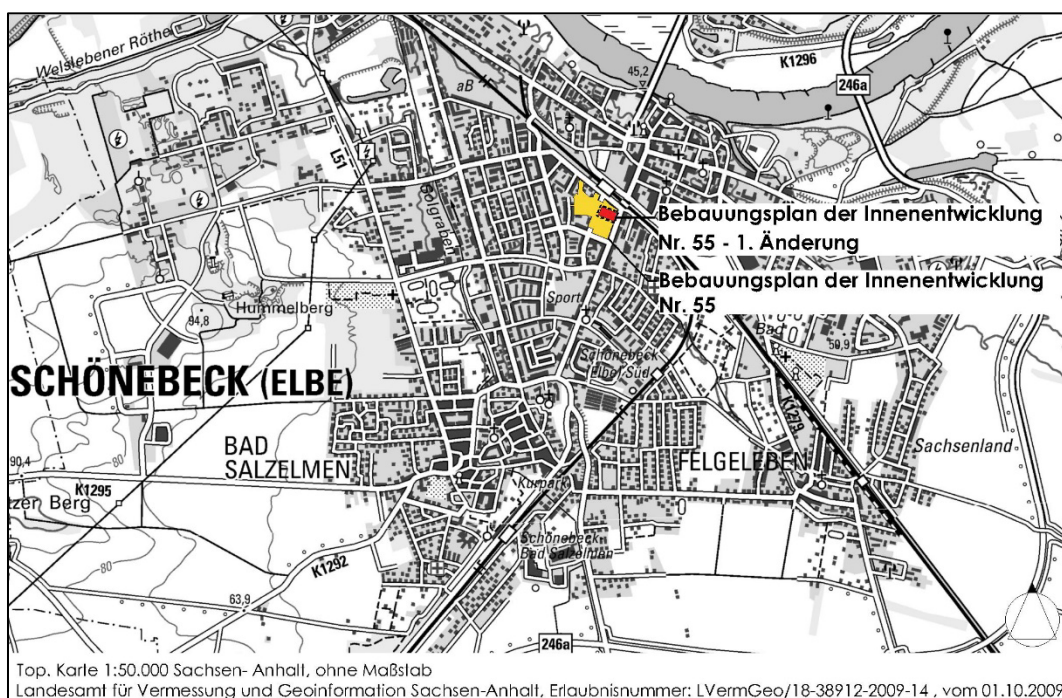 Welslebener Röthe
aB
45,2
K1296
246a
L51
Solgraben
Bebauungsplan der Innenentwicklung
Nr. 55 - 1. Änderung
Bebauungsplan der Innenentwicklung
Nr. 55
Hummelberg
94,8
Sport
Bad
50,9
Schönebeck
(Elbe)-Süd
SCHÖNEBECK (ELBE)
K1279
BAD
SALZELMEN
FELGELEBEN
Sachsenland
90,4
80
K1295
tzer Berg
Kurpark
Schönebeck
Bad Salzelmen
80
K1292
63,9
246a
Top. Karte 1:50.000 Sachsen- Anhalt, ohne Maßstab
Landesamt für Vermessung und Geoinformation Sachsen-Anhalt, Erlaubnisnummer: LVermGeo/18-38912-2009-14 , vom 01.10.2009